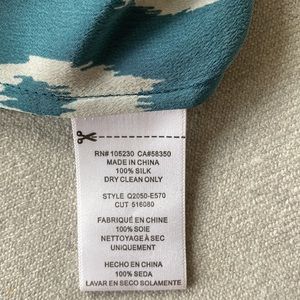 RN# 105230 CA#58350
MADE IN CHINA
100% SILK
DRY CLEAN ONLY
STYLE Q2050-E570
CUT 516080
FABRIQUÉ EN CHINE
100% SOIE
NETTOYAGE À SEC
UNIQUEMENT
HECHO EN CHINA
100% SEDA
LAVAR EN SECO SOLAMENTE